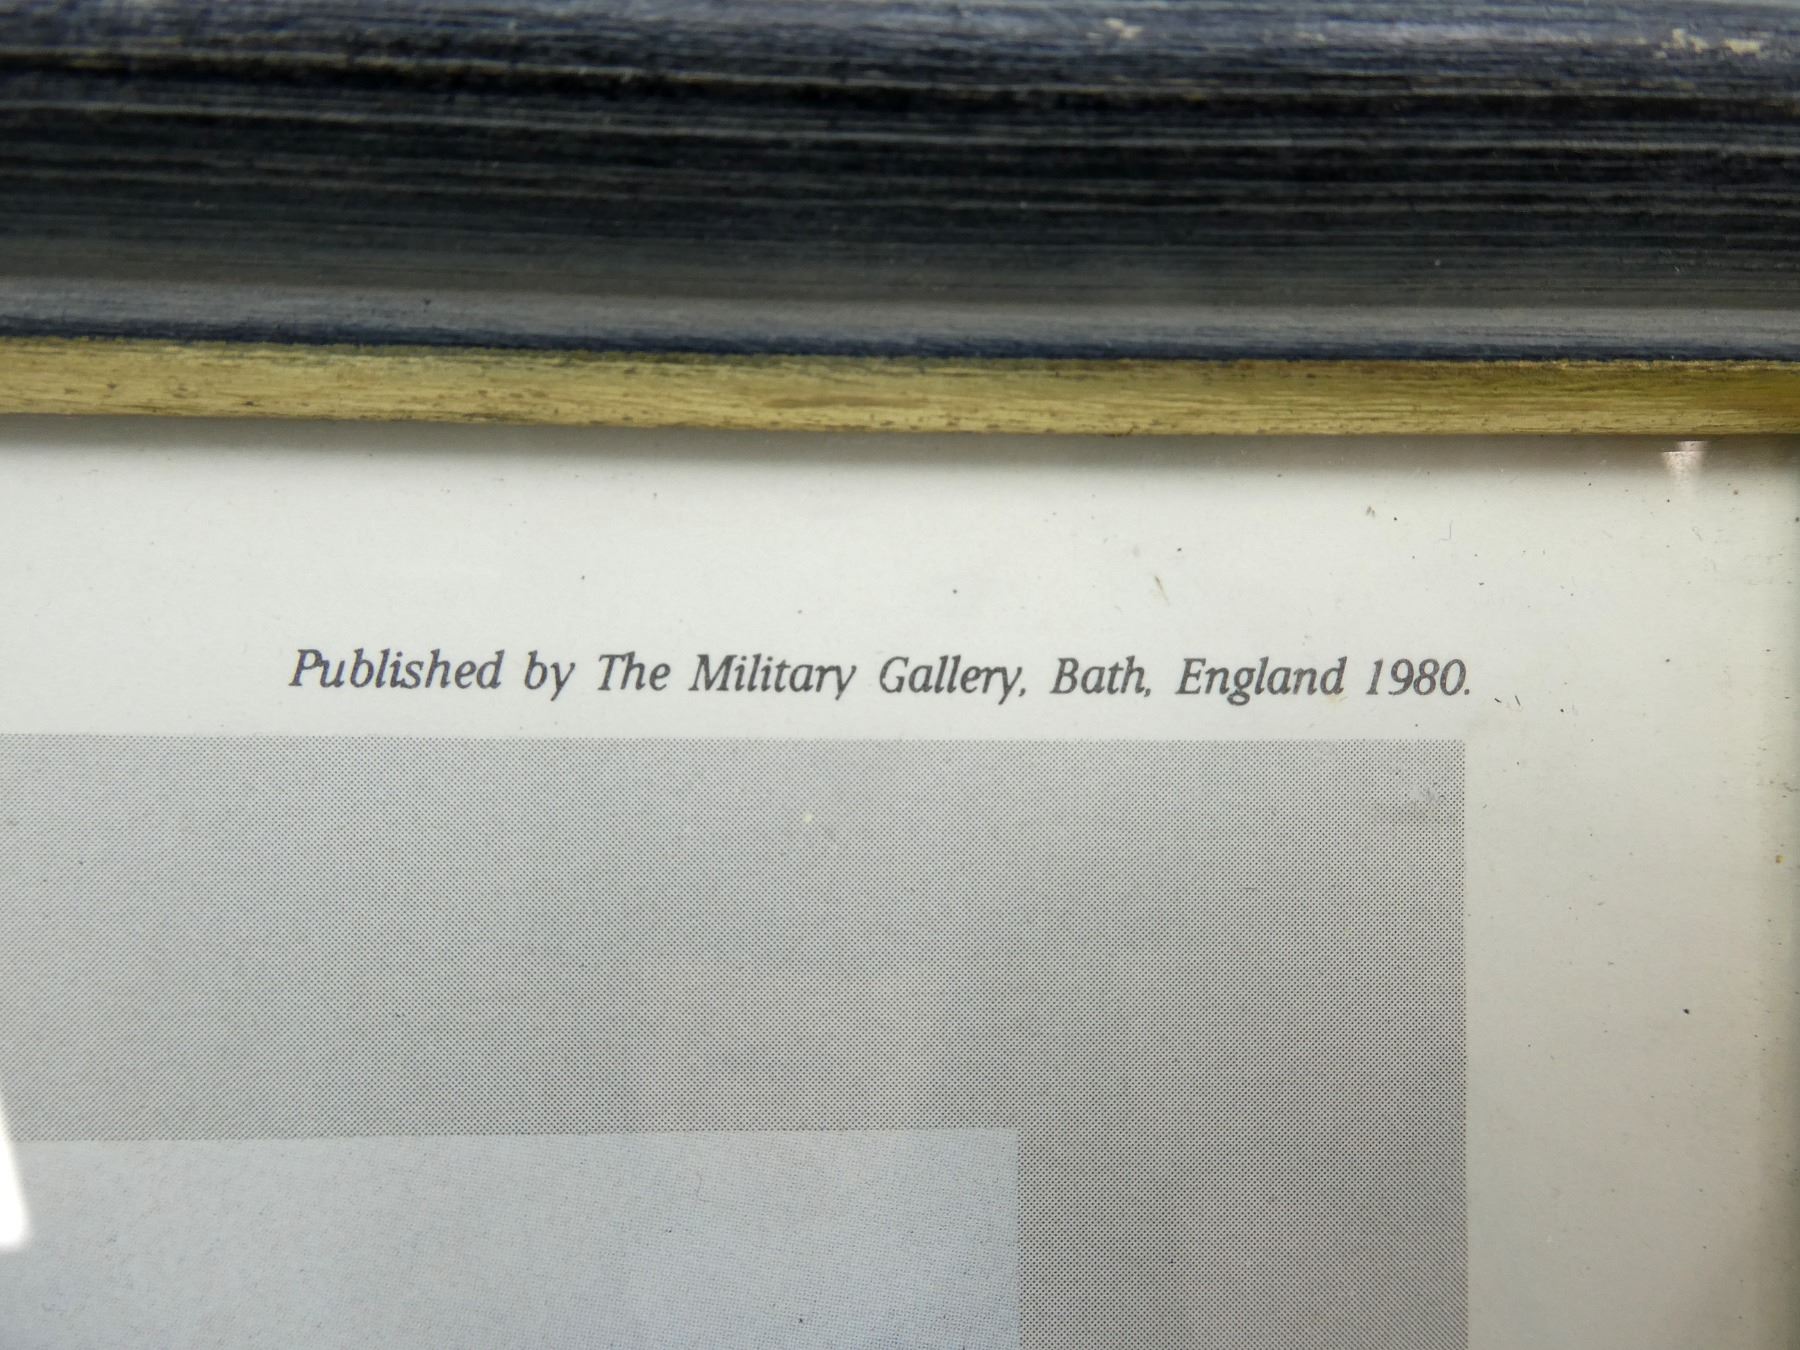 Published by The Military Gallery, Bath, England 1980.